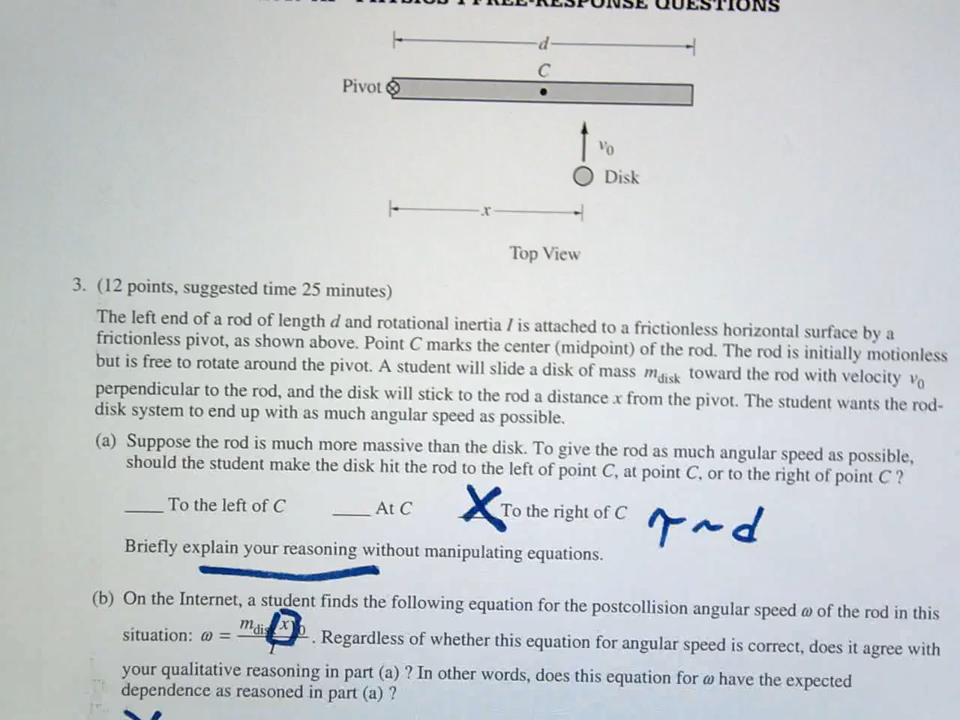 PHYSICS 1 FREE-RESPONSE QUESTIONS
d
C
Pivot
v0
Disk
x
Top View
3. (12 points, suggested time 25 minutes)
The left end of a rod of length d and rotational inertia I is attached to a frictionless horizontal surface by a
frictionless pivot, as shown above. Point C marks the center (midpoint) of the rod. The rod is initially motionless
but is free to rotate around the pivot. A student will slide a disk of mass mdisk toward the rod with velocity v0
perpendicular to the rod, and the disk will stick to the rod a distance x from the pivot. The student wants the rod-
disk system to end up with as much angular speed as possible.
(a) Suppose the rod is much more massive than the disk. To give the rod as much angular speed as possible,
should the student make the disk hit the rod to the left of point C, at point C, or to the right of point C ?
____ To the left of C ____ At C X To the right of C τ ~ d
Briefly explain your reasoning without manipulating equations.
(b) On the Internet, a student finds the following equation for the postcollision angular speed ω of the rod in this
situation: ω = . Regardless of whether this equation for angular speed is correct, does it agree with
your qualitative reasoning in part (a) ? In other words, does this equation for ω have the expected
dependence as reasoned in part (a) ?